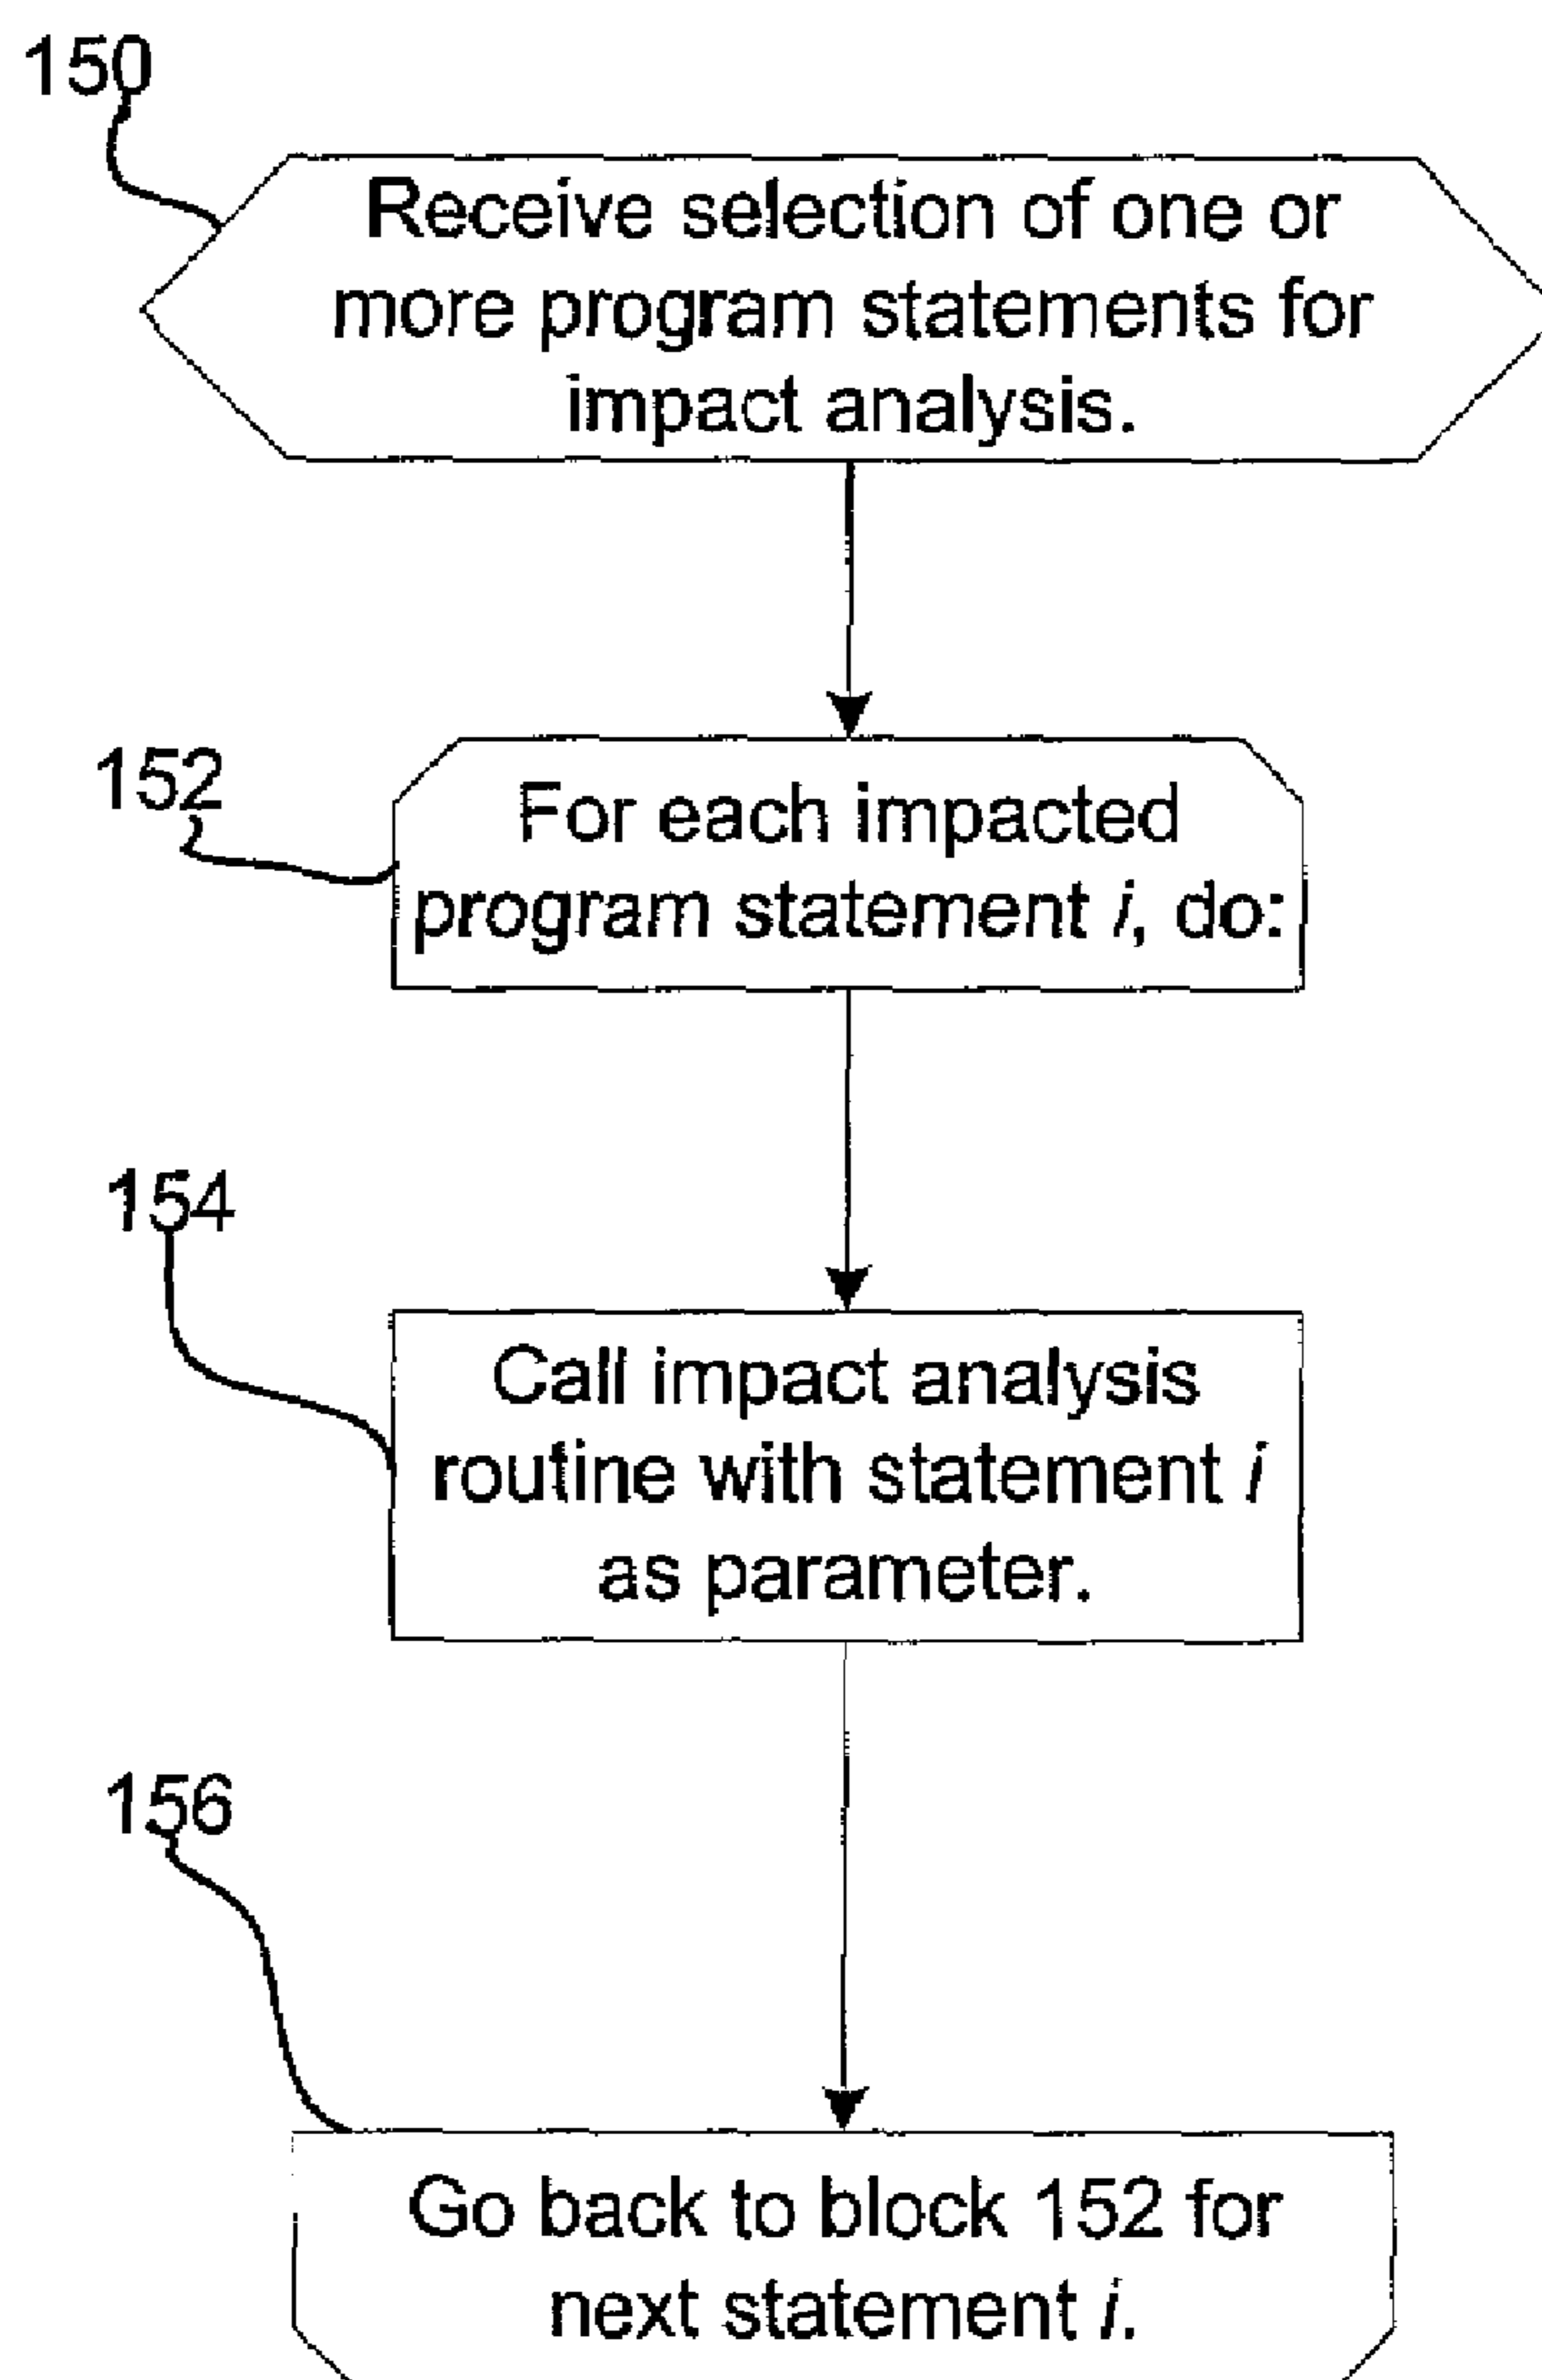 150
Receive selection of one or
more program statements for
impact analysis.
152
For each impacted
program statement i, do:
154
Call impact analysis
routine with statement i
as parameter.
156
Go back to block 152 for
next statement i.